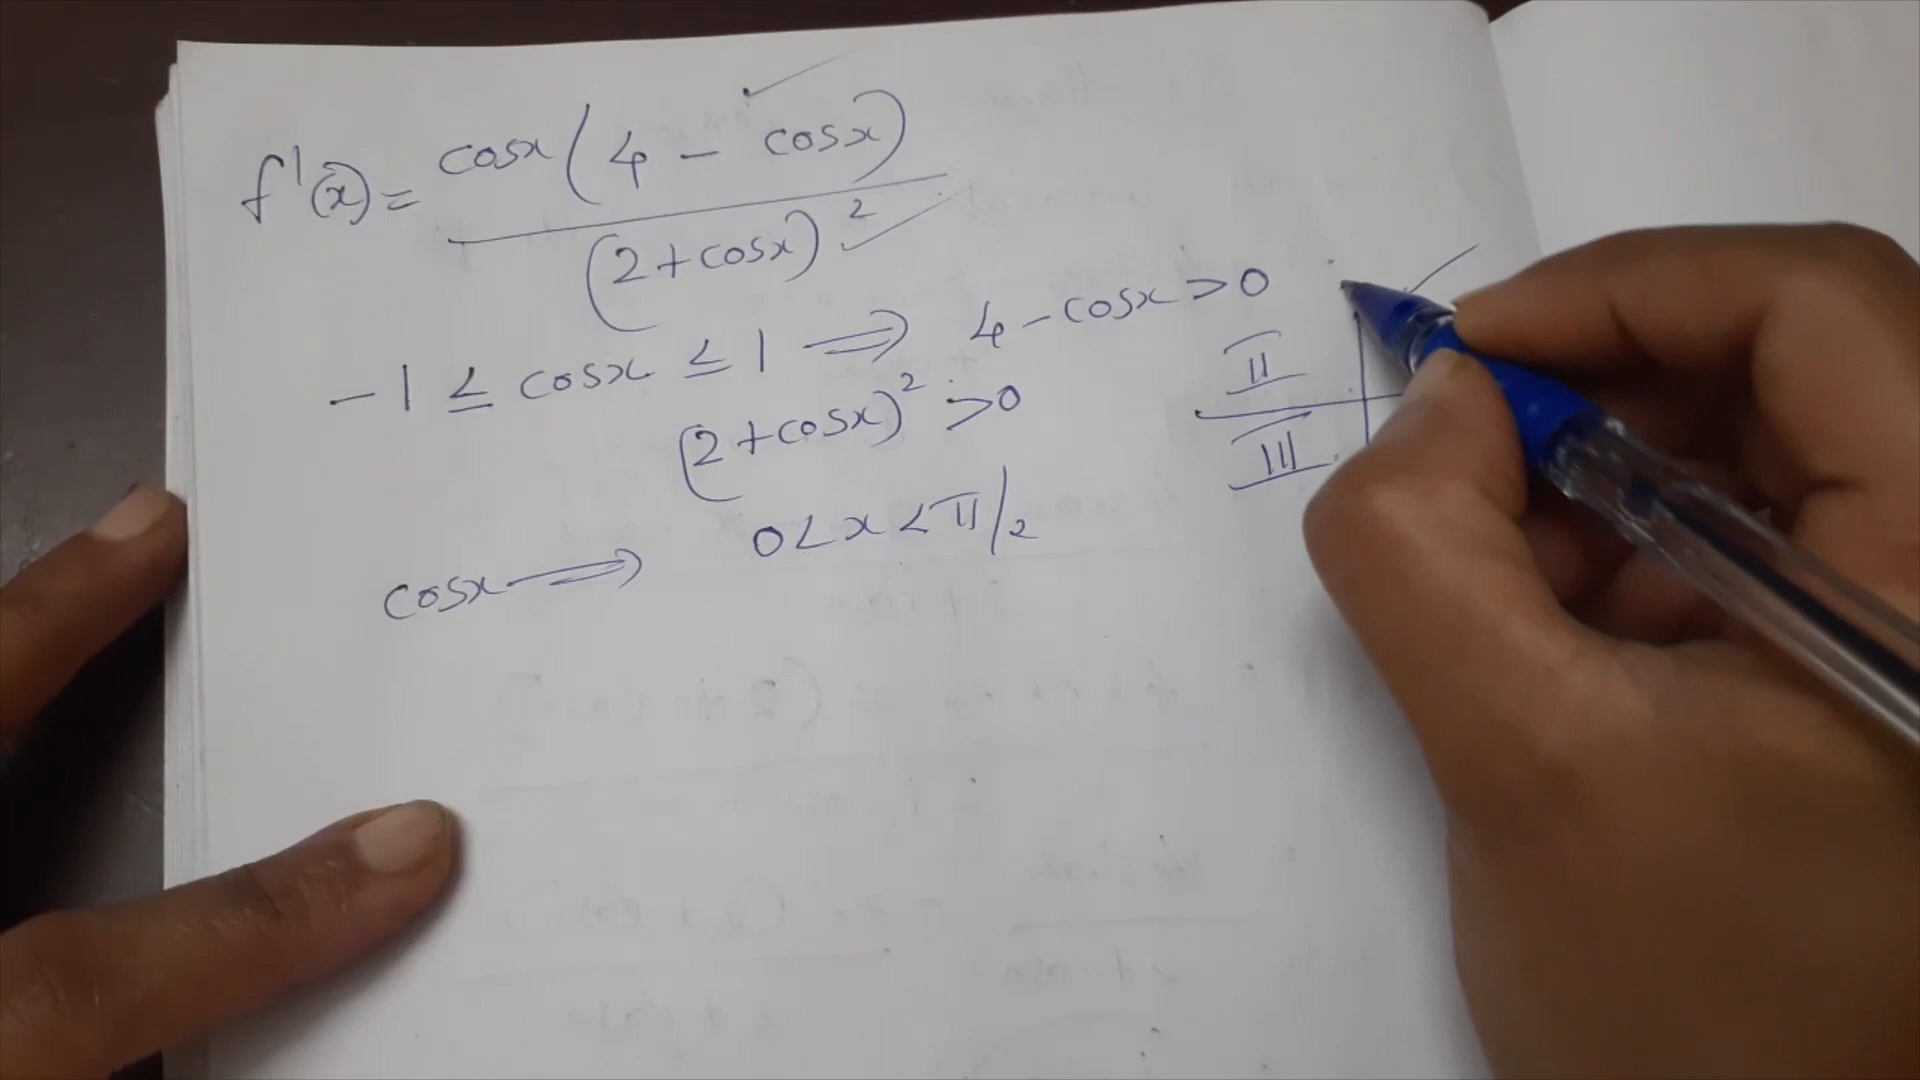 f'(x) = cosx(4 - cosx) / (2+cosx)²
-1 ≤ cosx ≤ 1 ⟹ 4 - cosx > 0
(2+cosx)² > 0
II
III
cosx ⟹ 0 < x < π/2